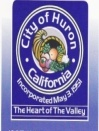 City of Huron
California
Incorporated May 3, 1951
The Heart of The Valley